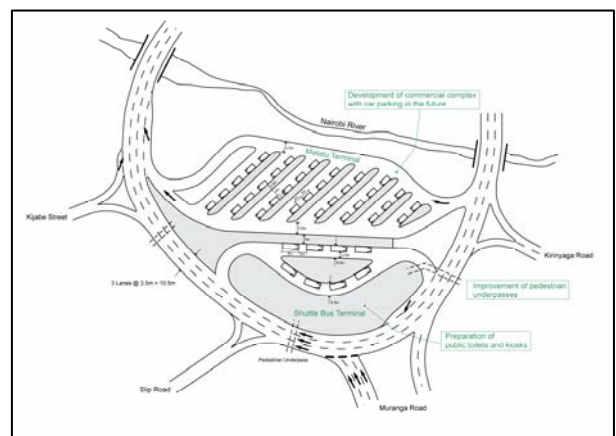 Development of commercial complex
with car parking in the future
Nairobi River
Matatu Terminal
Kijabe Street
Kirinyaga Road
3 Lanes @ 3.5m = 10.5m
Improvement of pedestrian
underpasses
Shuttle Bus Terminal
Preparation of
public toilets and kiosks
Pedestrian Underpass
Slip Road
Muranga Road